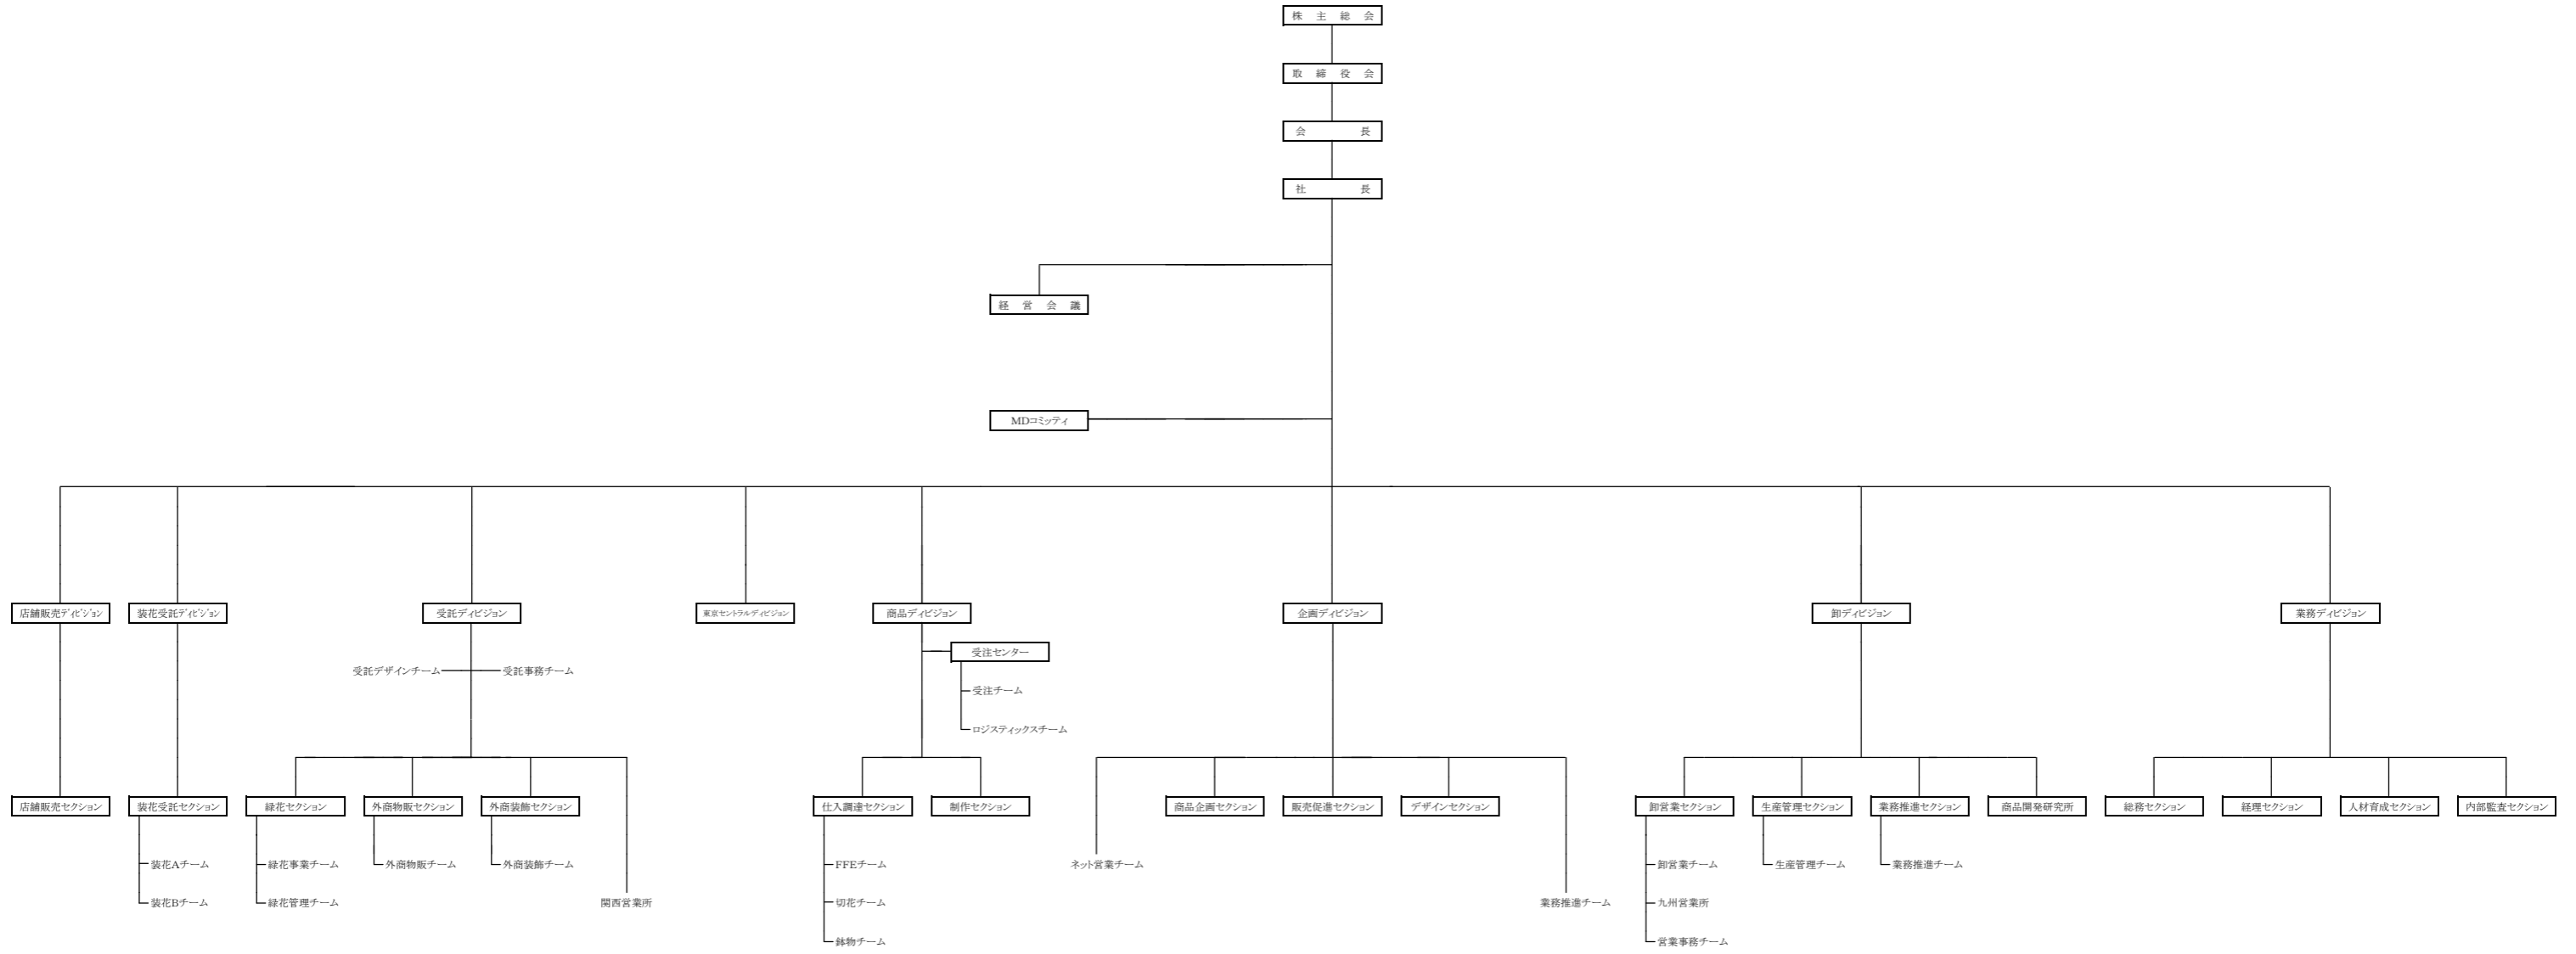 株主総会
取締役会
会長
社長
経営会議
MDコミッティ
店舗販売ディビジョン
装花受託ディビジョン
受託ディビジョン
東京セントラルディビジョン
商品ディビジョン
企画ディビジョン
卸ディビジョン
業務ディビジョン
受注センター
受託デザインチーム
受託事務チーム
受注チーム
ロジスティックスチーム
店舗販売セクション
装花受託セクション
緑花セクション
外商物販セクション
外商装飾セクション
仕入調達セクション
制作セクション
商品企画セクション
販売促進セクション
デザインセクション
卸営業セクション
生産管理セクション
業務推進セクション
商品開発研究所
総務セクション
経理セクション
人材育成セクション
内部監査セクション
装花Aチーム
緑花事業チーム
外商物販チーム
外商装飾チーム
FFEチーム
ネット営業チーム
卸営業チーム
生産管理チーム
業務推進チーム
装花Bチーム
緑花管理チーム
関西営業所
切花チーム
業務推進チーム
九州営業所
鉢物チーム
営業事務チーム